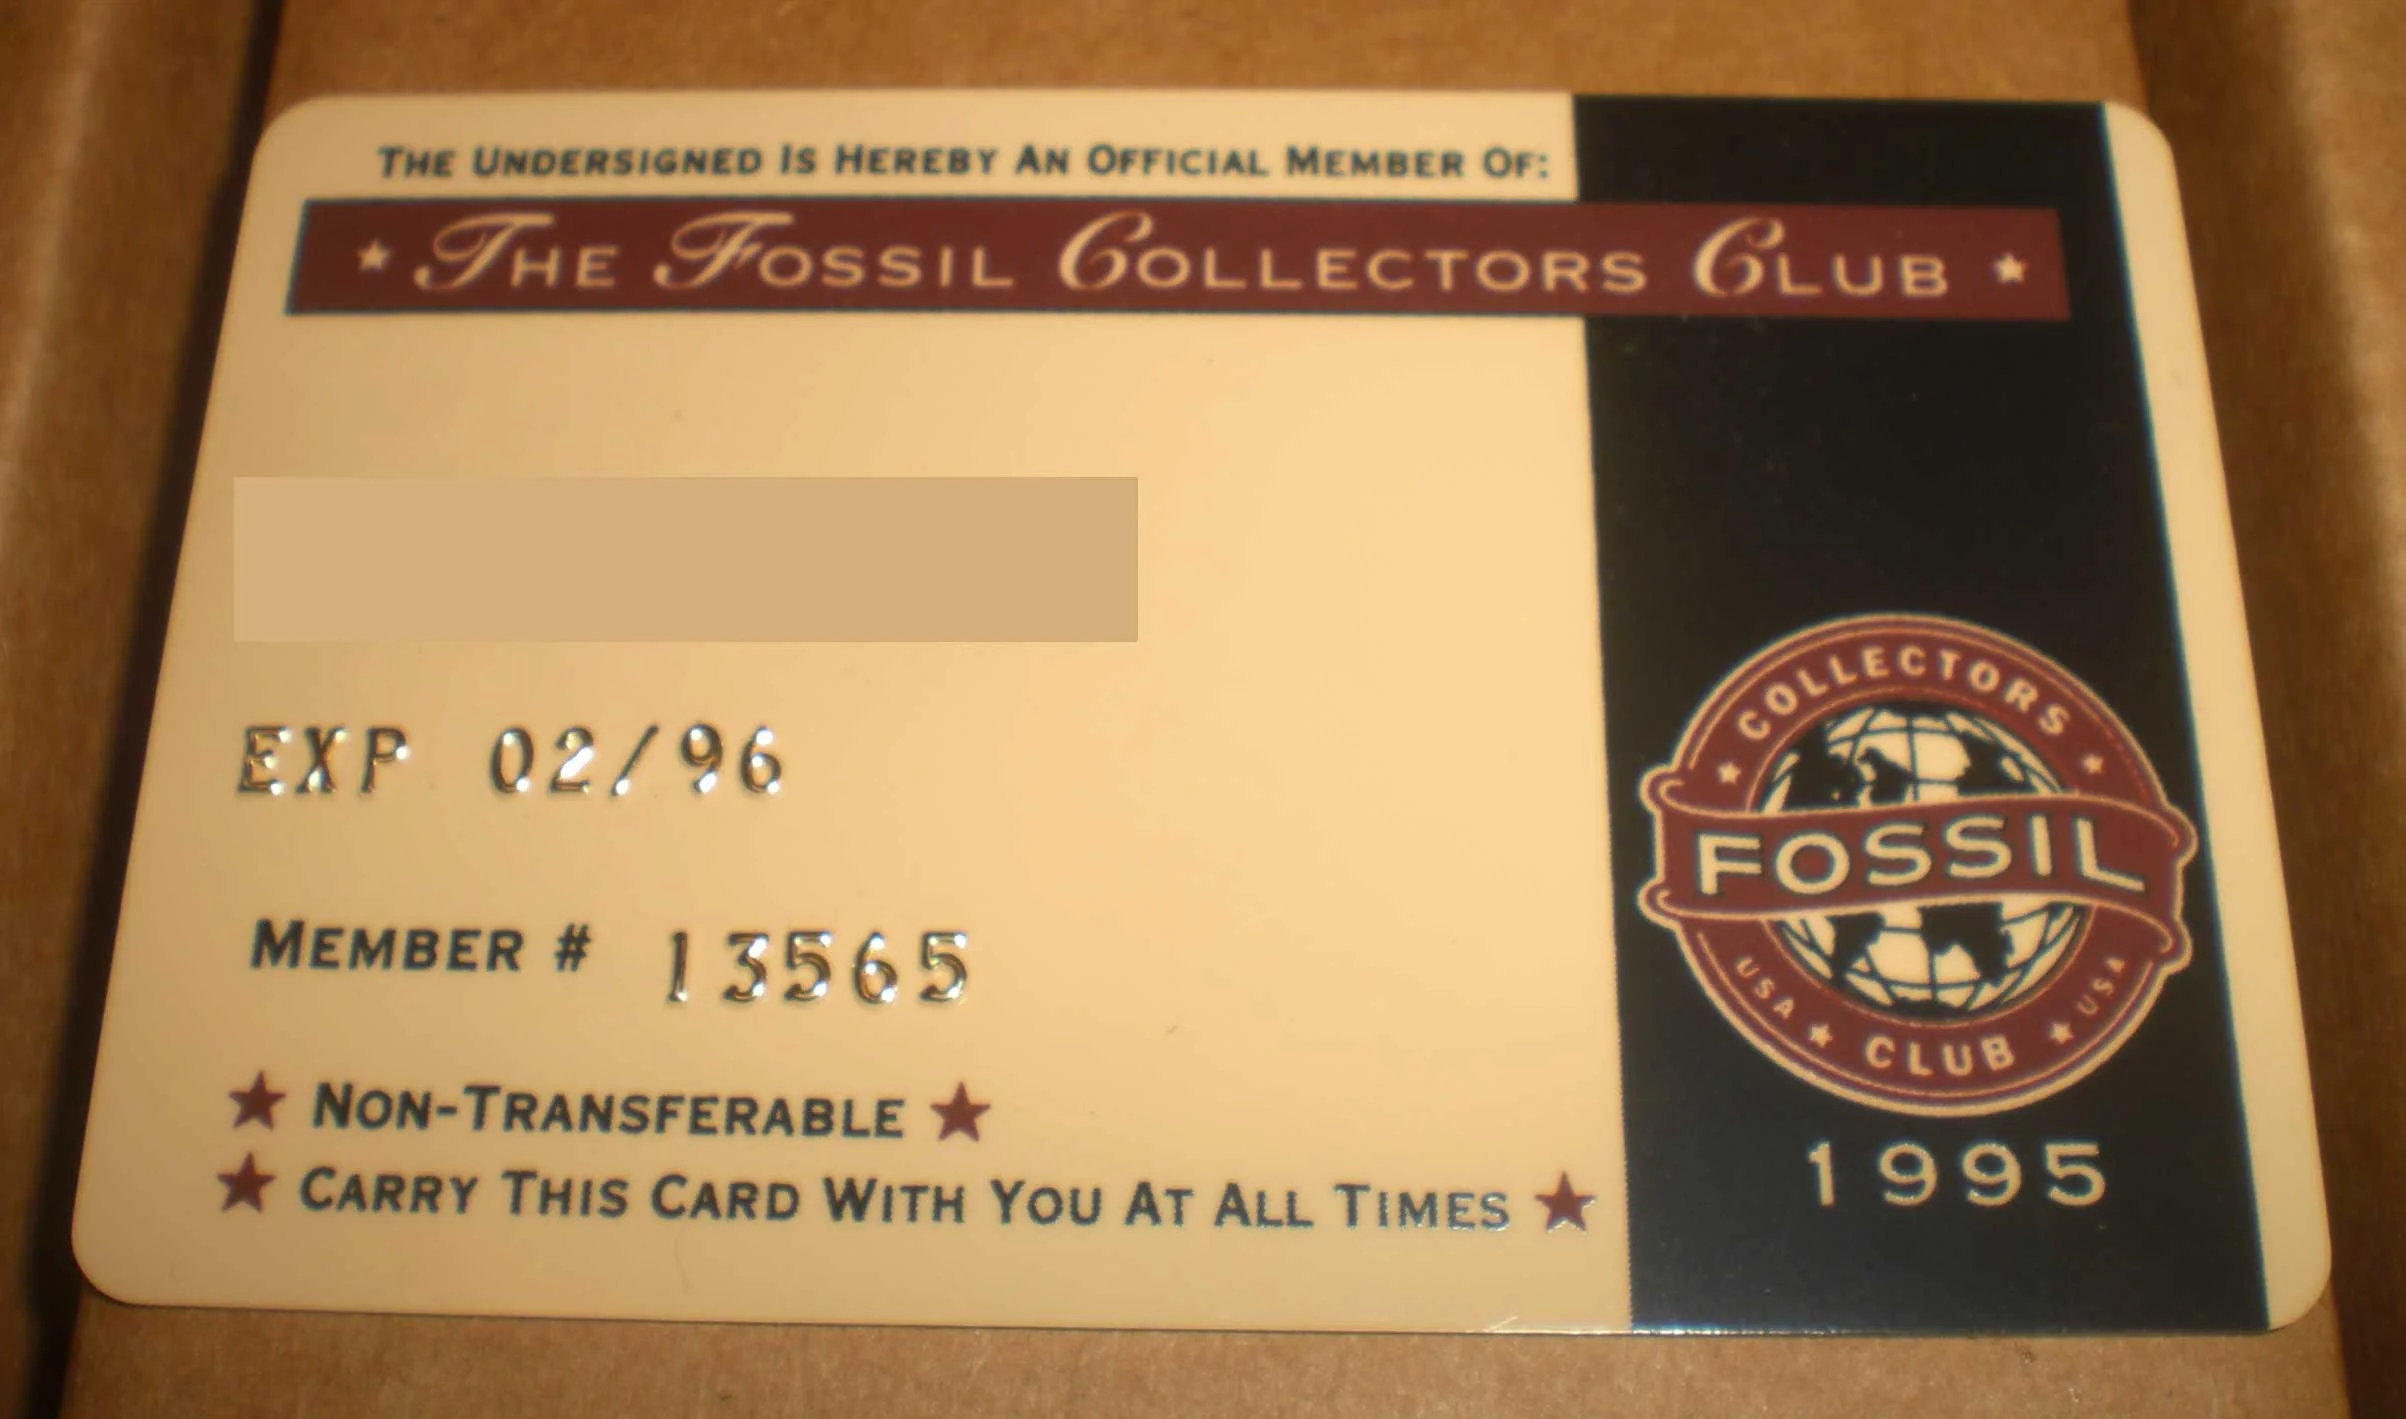 THE UNDERSIGNED IS HEREBY AN OFFICIAL MEMBER OF:
THE FOSSIL COLLECTORS CLUB
EXP 02/96
MEMBER # 13565
NON-TRANSFERABLE
CARRY THIS CARD WITH YOU AT ALL TIMES
COLLECTORS
FOSSIL
USA CLUB USA
1995